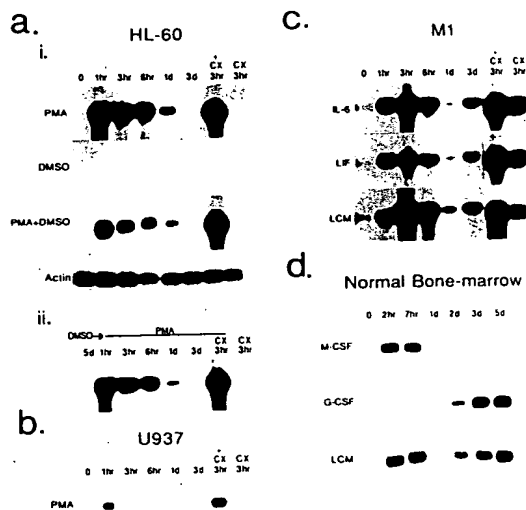 a.
HL-60
i.
+
CX CX
0 1hr 3hr 6hr 1d 3d 3hr 3hr
PMA
DMSO
PMA+DMSO
Actin
ii.
DMSO PMA
+
CX CX
5d 1hr 3hr 6hr 1d 3d 3hr 3hr
b.
U937
+
CX CX
0 1hr 3hr 6hr 1d 3d 3hr 3hr
PMA
c.
M1
+
CX CX
0 1hr 3hr 6hr 1d 3d 3hr 3hr
IL-6
LIF
LCM
d.
Normal Bone-marrow
0 2hr 7hr 1d 2d 3d 5d
M-CSF
G-CSF
LCM